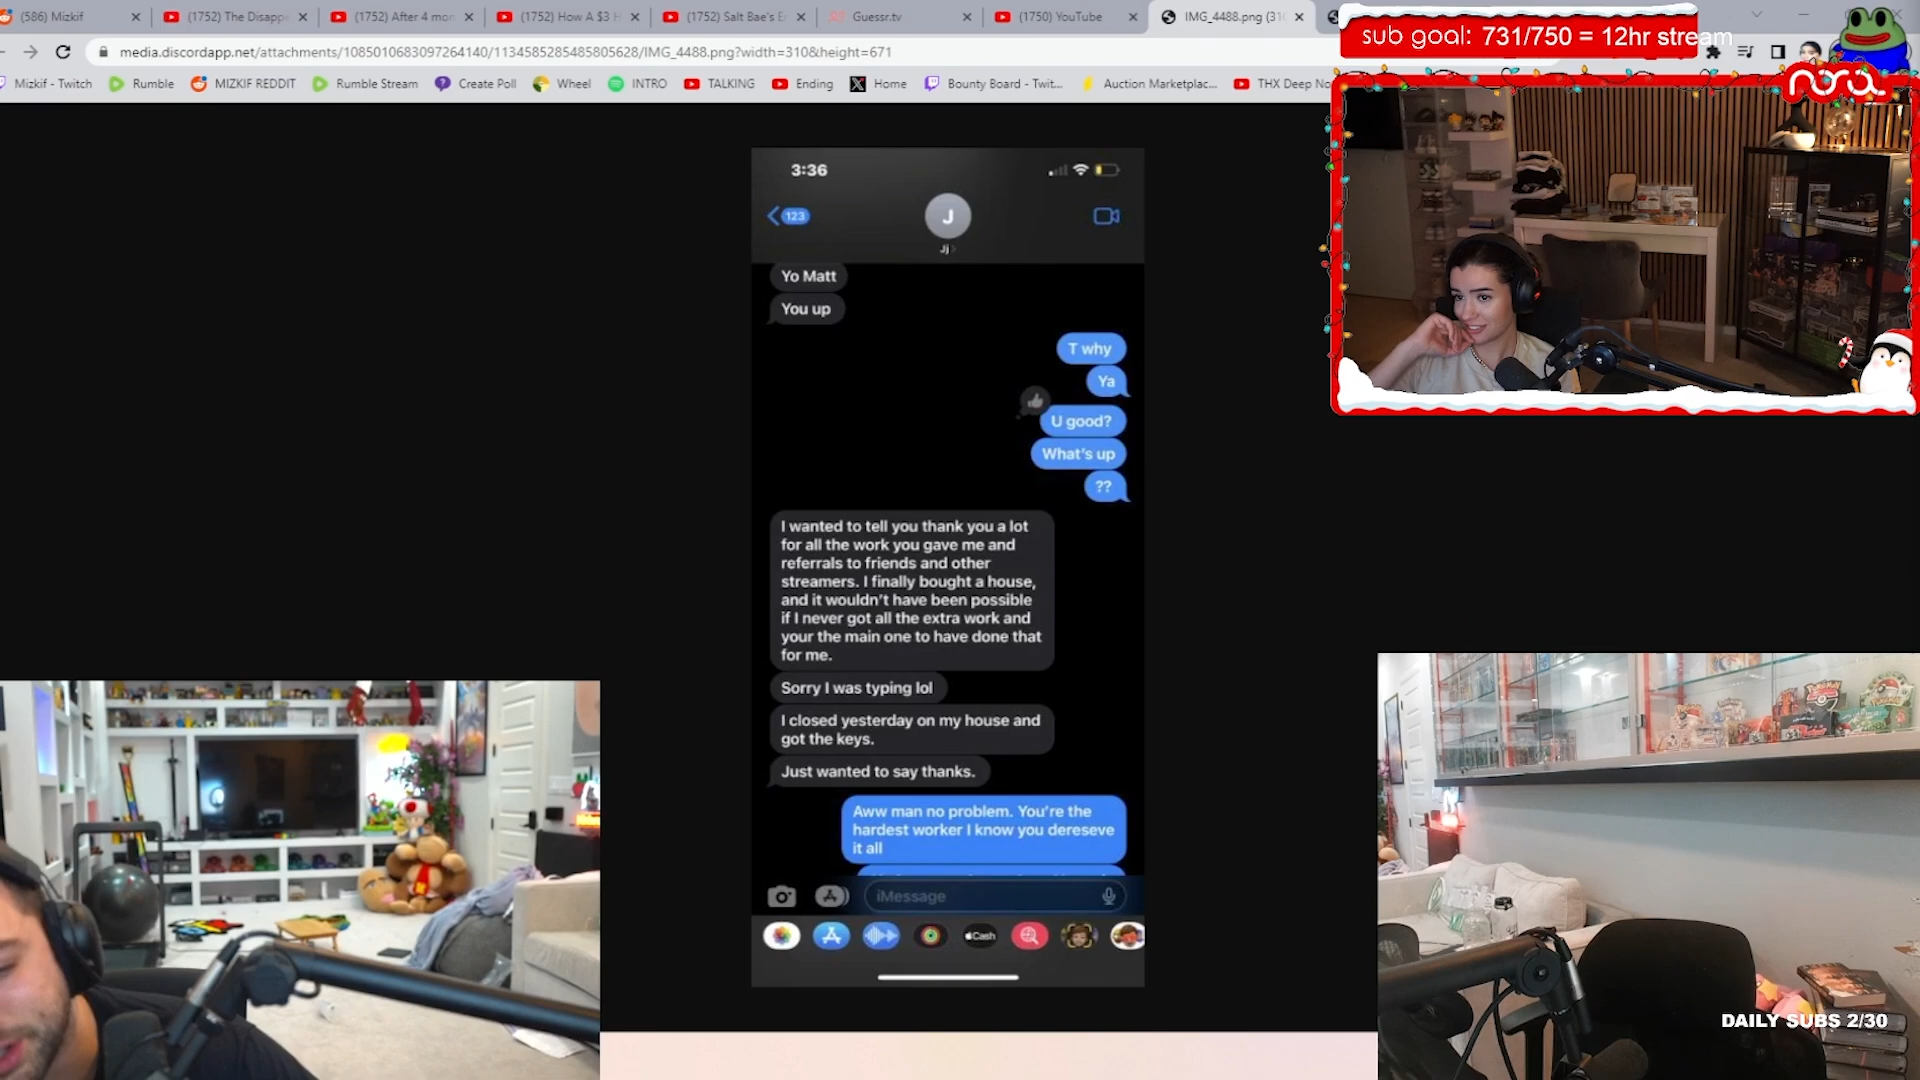 (586) Mizkif
(1752) The Disappe
(1752) After 4 mon
(1752) How A $3 H
(1752) Salt Bae's E
Guessr.tv
(1750) YouTube
IMG_4488.png (310
media.discordapp.net/attachments/1085010683097264140/1134585285485805628/IMG_4488.png?width=310&height=671
Mizkif - Twitch
Rumble
MIZKIF REDDIT
Rumble Stream
Create Poll
Wheel
INTRO
TALKING
Ending
Home
Bounty Board - Twit...
Auction Marketplac...
THX Deep No
sub goal: 731/750 = 12hr stream
3:36
123
J
Jj
Yo Matt
You up
T why
Ya
U good?
What's up
??
I wanted to tell you thank you a lot
for all the work you gave me and
referrals to friends and other
streamers. I finally bought a house,
and it wouldn't have been possible
if I never got all the extra work and
your the main one to have done that
for me.
Sorry I was typing lol
I closed yesterday on my house and
got the keys.
Just wanted to say thanks.
Aww man no problem. You're the
hardest worker I know you dereseve
it all
iMessage
Cash
DAILY SUBS 2/30